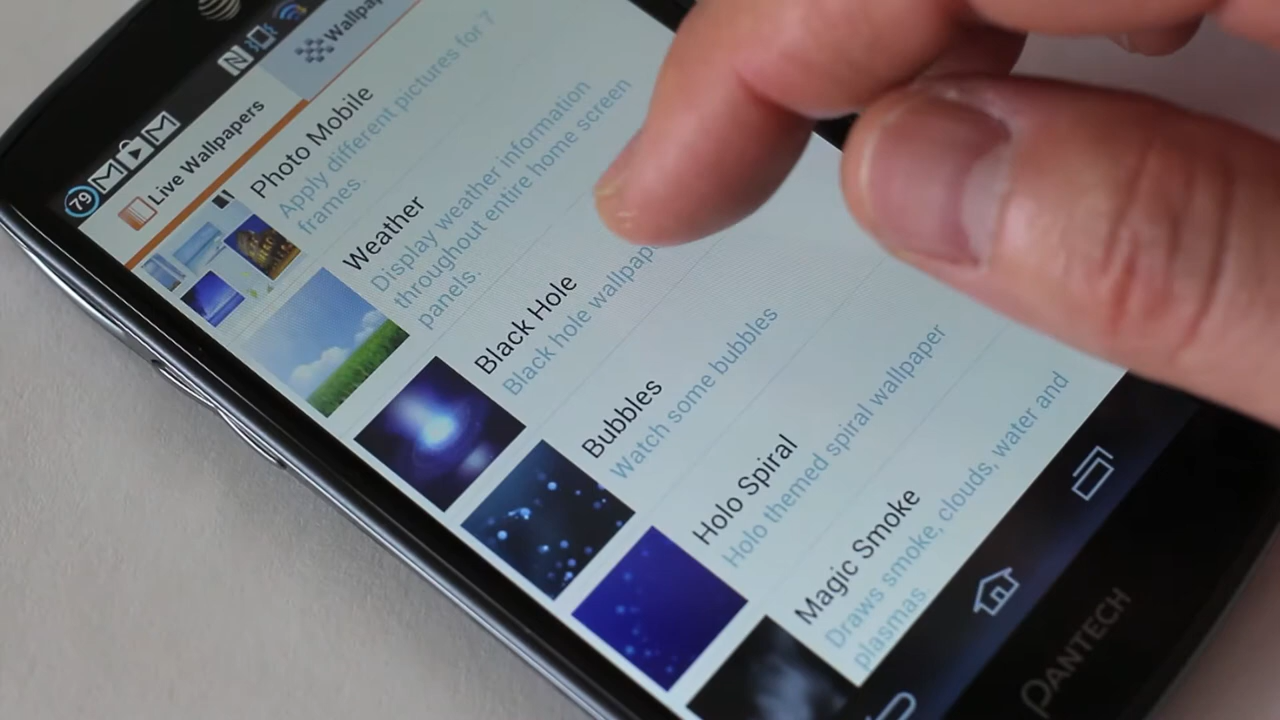 79
Live Wallpapers
Photo Mobile
Apply different pictures for 7
frames.
Weather
Display weather information
throughout entire home screen
panels.
Black Hole
Black hole
Bubbles
Watch some bubbles
Holo Spiral
Holo themed spiral wallpaper
Magic Smoke
Draws smoke, clouds, water and
plasmas.
PANTECH